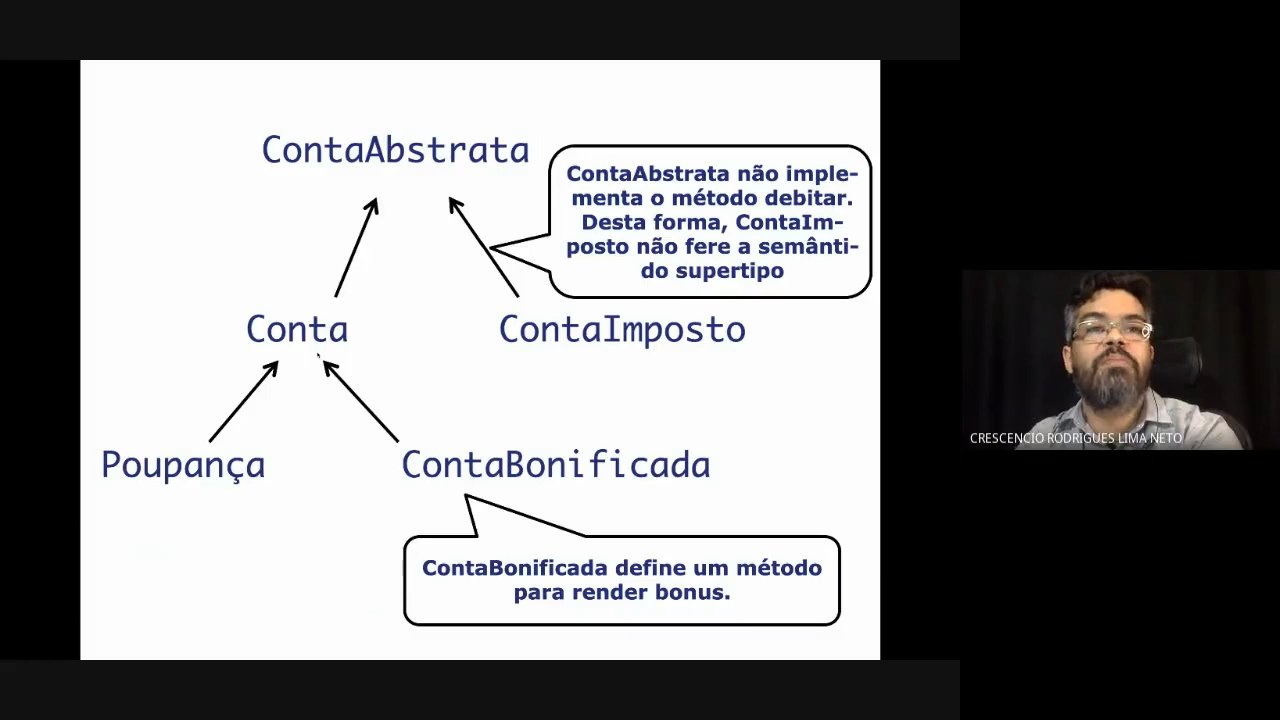 ContaAbstrata
ContaAbstrata não imple-
menta o método debitar.
Desta forma, ContaIm-
posto não fere a semânti-
do supertipo
Conta
ContaImposto
Poupança
ContaBonificada
ContaBonificada define um método
para render bonus.
CRESCENCIO RODRIGUES LIMA NETO